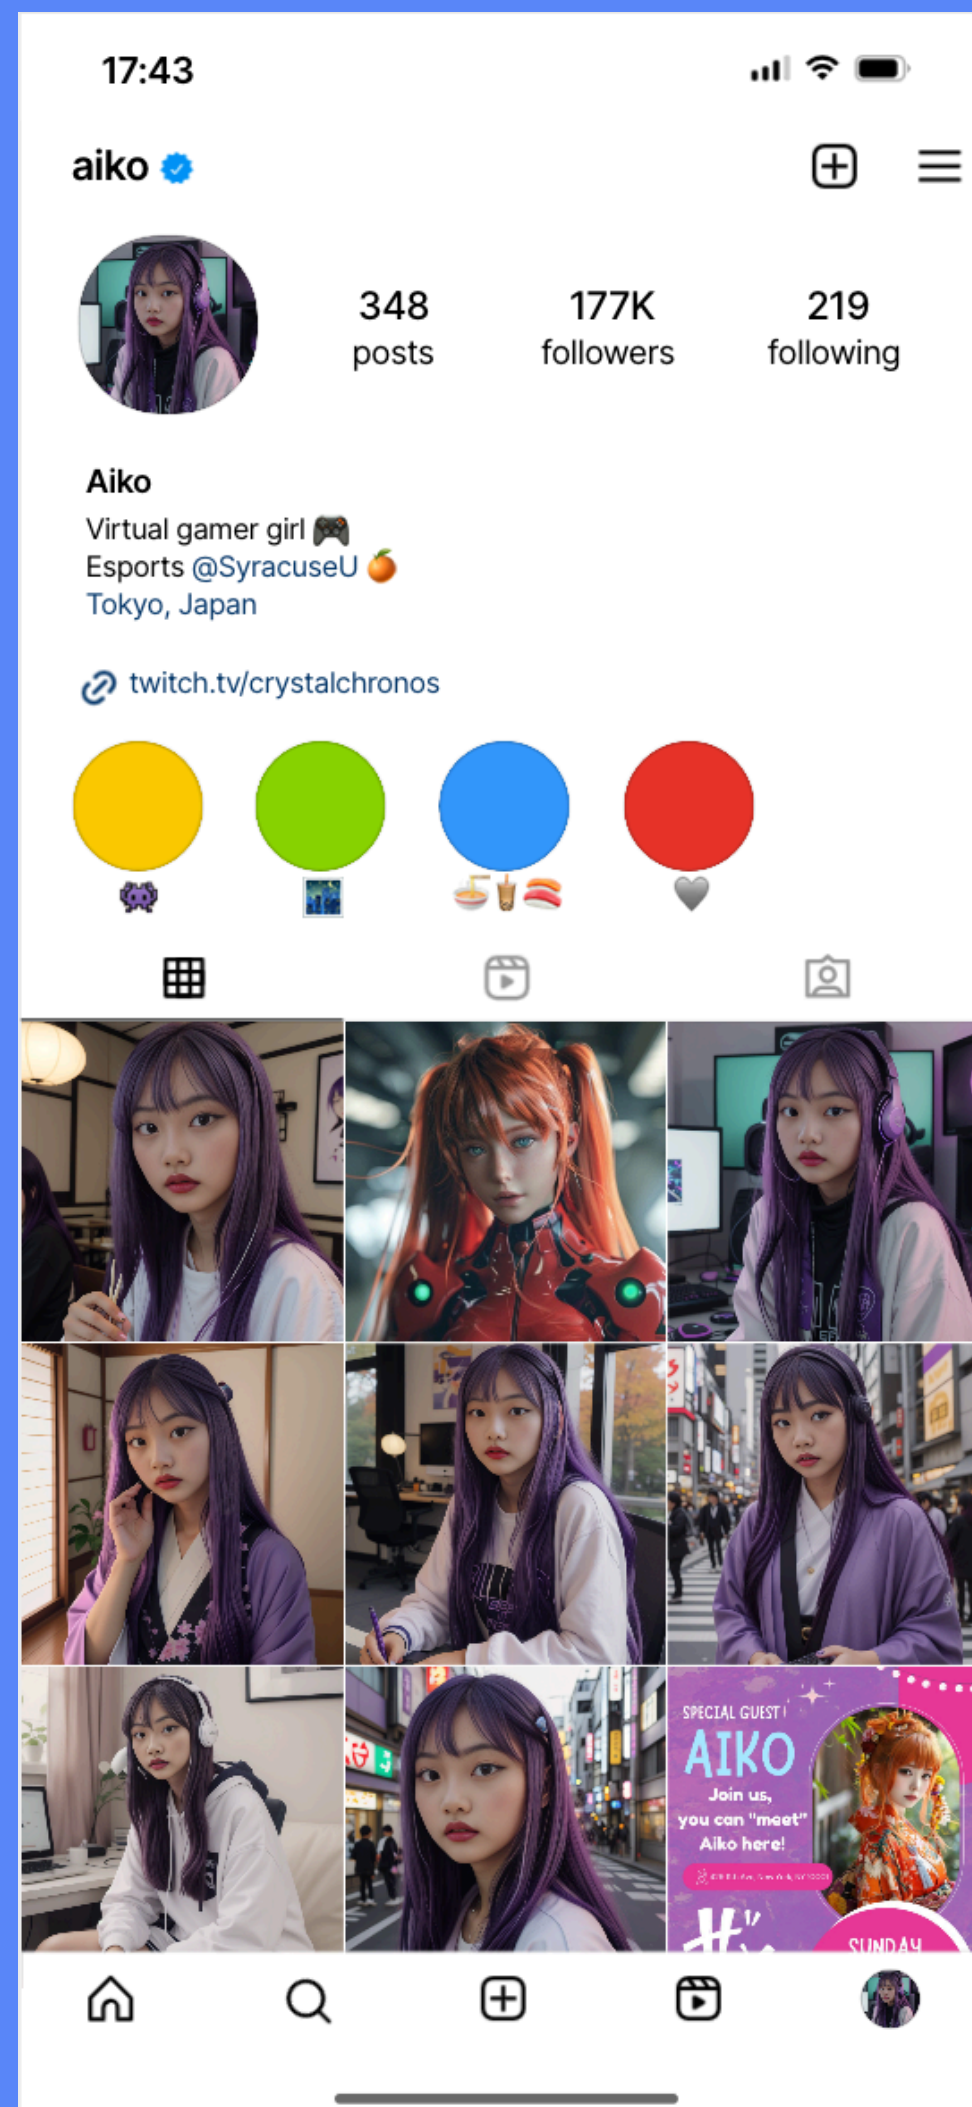 17:43
aiko
348
posts
177K
followers
219
following
Aiko
Virtual gamer girl 🎮
Esports @SyracuseU 🍊
Tokyo, Japan
twitch.tv/crystalchronos
SPECIAL GUEST!
AIKO
Join us,
you can "meet"
Aiko here!
SUNDAY